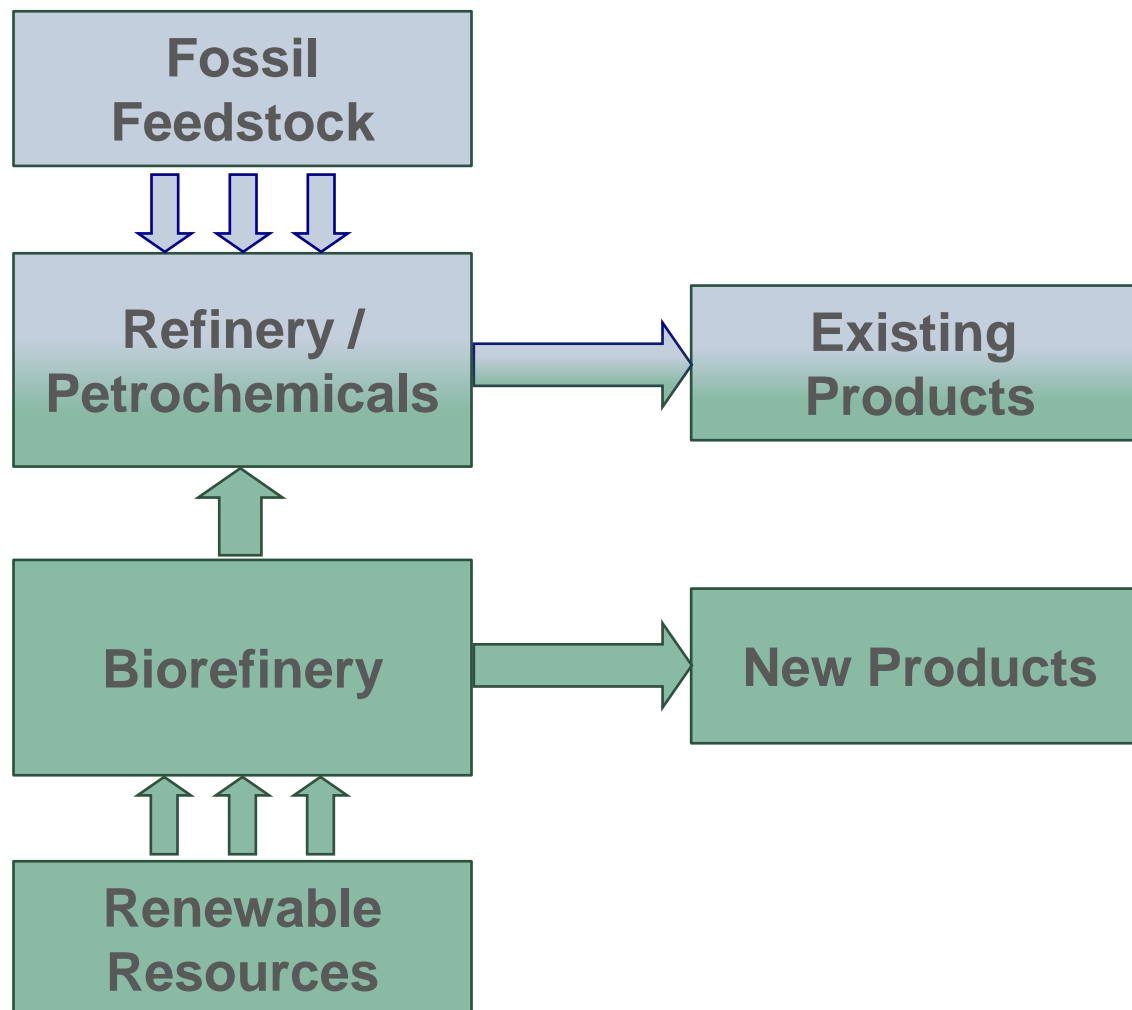 Fossil
Feedstock
Refinery /
Petrochemicals
Existing
Products
Biorefinery
New Products
Renewable
Resources